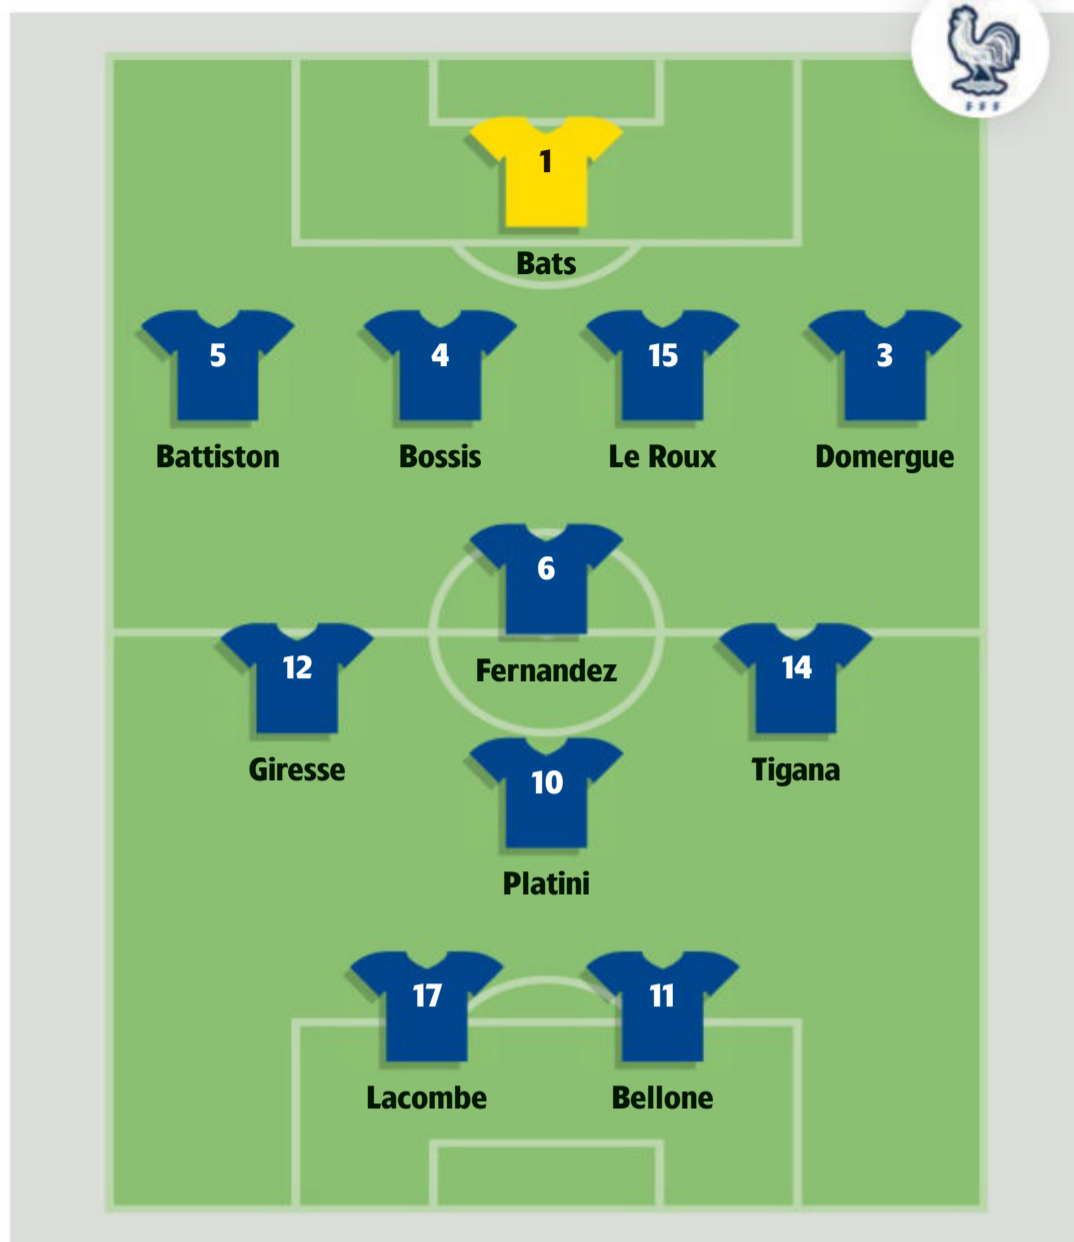 FFF
1
Bats
5 4 15 3
Battiston Bossis Le Roux Domergue
6
Fernandez
12 14
Giresse Tigana
10
Platini
17 11
Lacombe Bellone